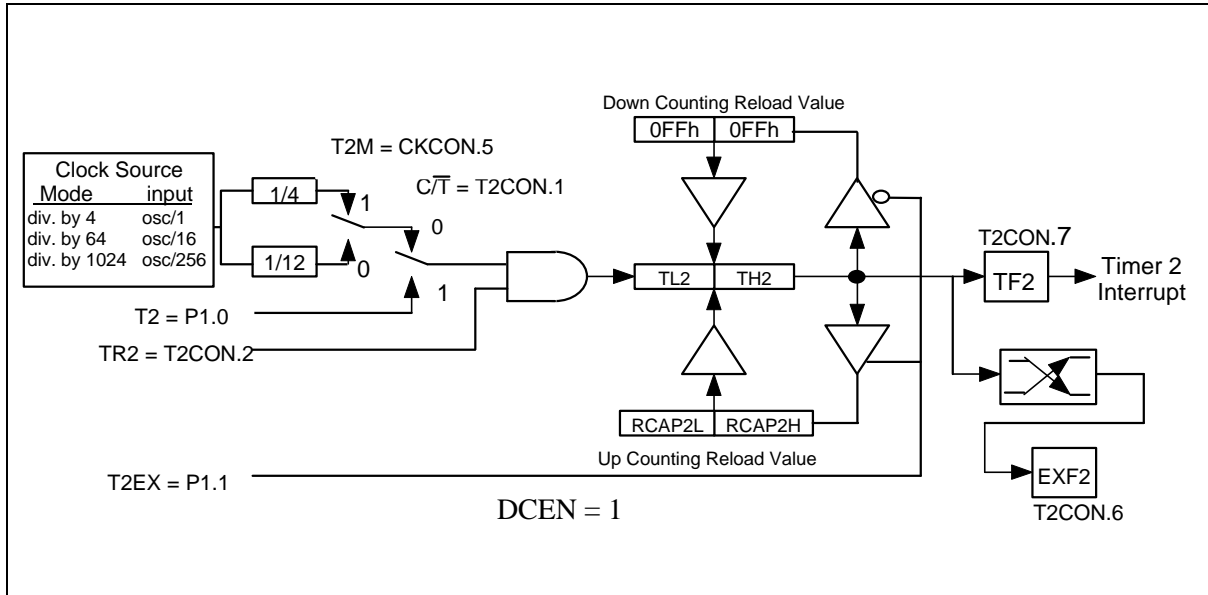 Down Counting Reload Value
0FFh 0FFh
T2M = CKCON.5
Clock Source
Mode input
div. by 4 osc/1
div. by 64 osc/16
div. by 1024 osc/256
1/4
1/12
1
0
C/T̅ = T2CON.1
0
1
T2 = P1.0
TR2 = T2CON.2
TL2 TH2
T2CON.7
TF2
Timer 2
Interrupt
RCAP2L RCAP2H
Up Counting Reload Value
T2EX = P1.1
DCEN = 1
EXF2
T2CON.6